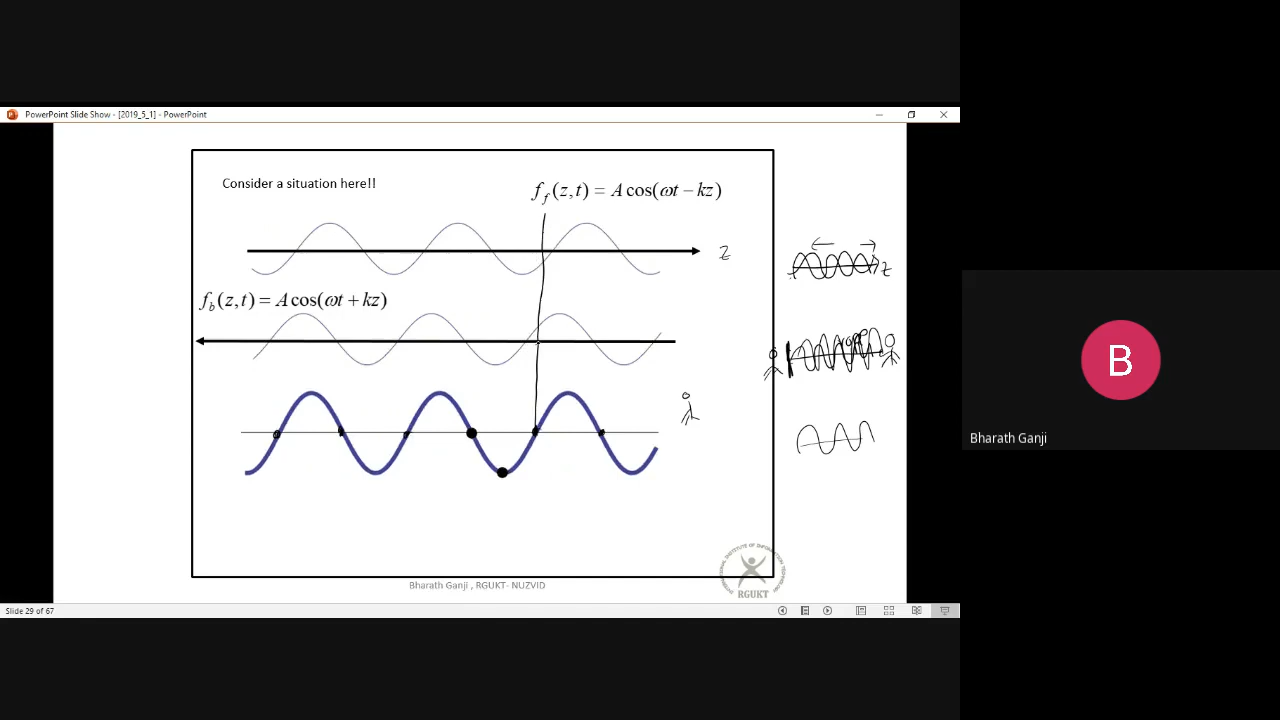 PowerPoint Slide Show - [2019_5_1] - PowerPoint
Consider a situation here!!
f_f(z,t) = A cos(ωt − kz)
z
f_b(z,t) = A cos(ωt + kz)
z
B
Bharath Ganji
RGUKT
Bharath Ganji , RGUKT- NUZVID
Slide 29 of 67